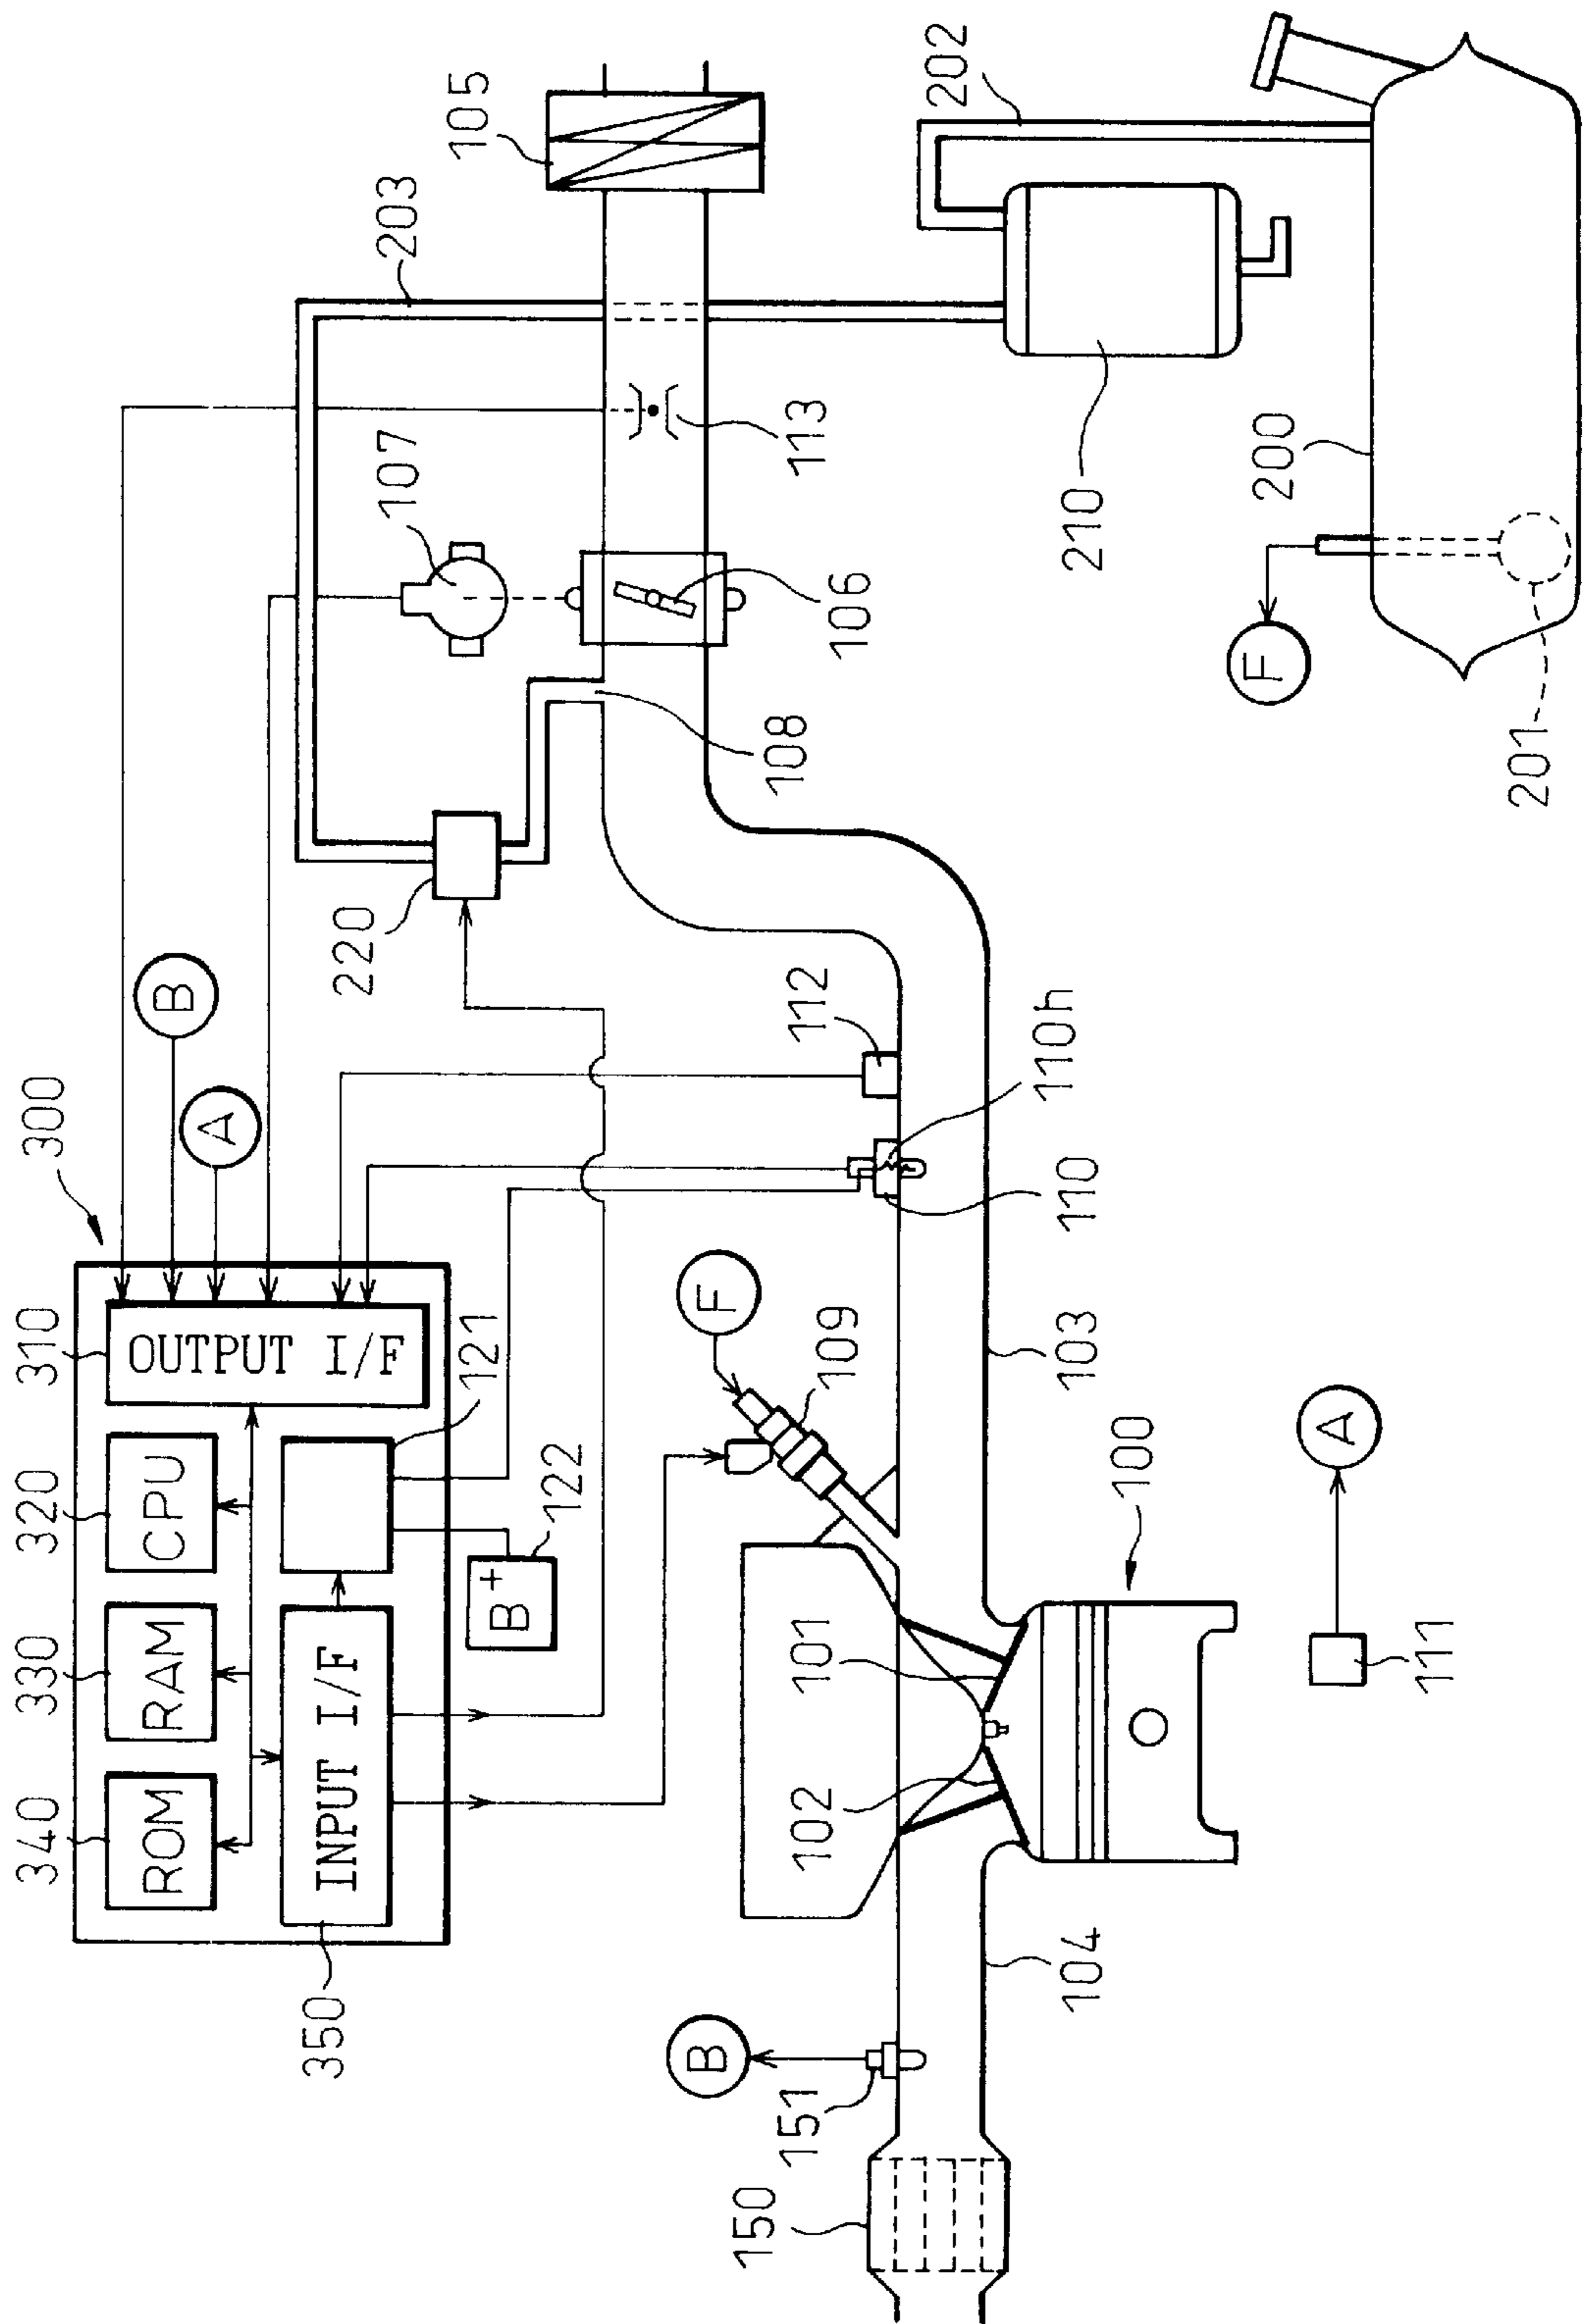 340
330
320
310
300
ROM
RAM
CPU
OUTPUT I/F
A
B
350
INPUT I/F
121
220
107
203
105
B+
122
B
F
108
113
150
151
102
101
109
112
106
202
104
103
110
110h
210
100
A
F
200
111
201